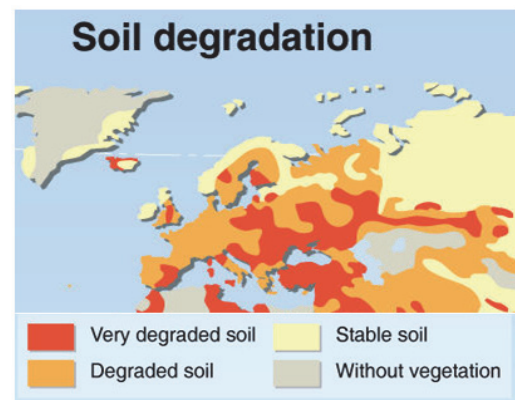 Soil degradation
Very degraded soil
Stable soil
Degraded soil
Without vegetation